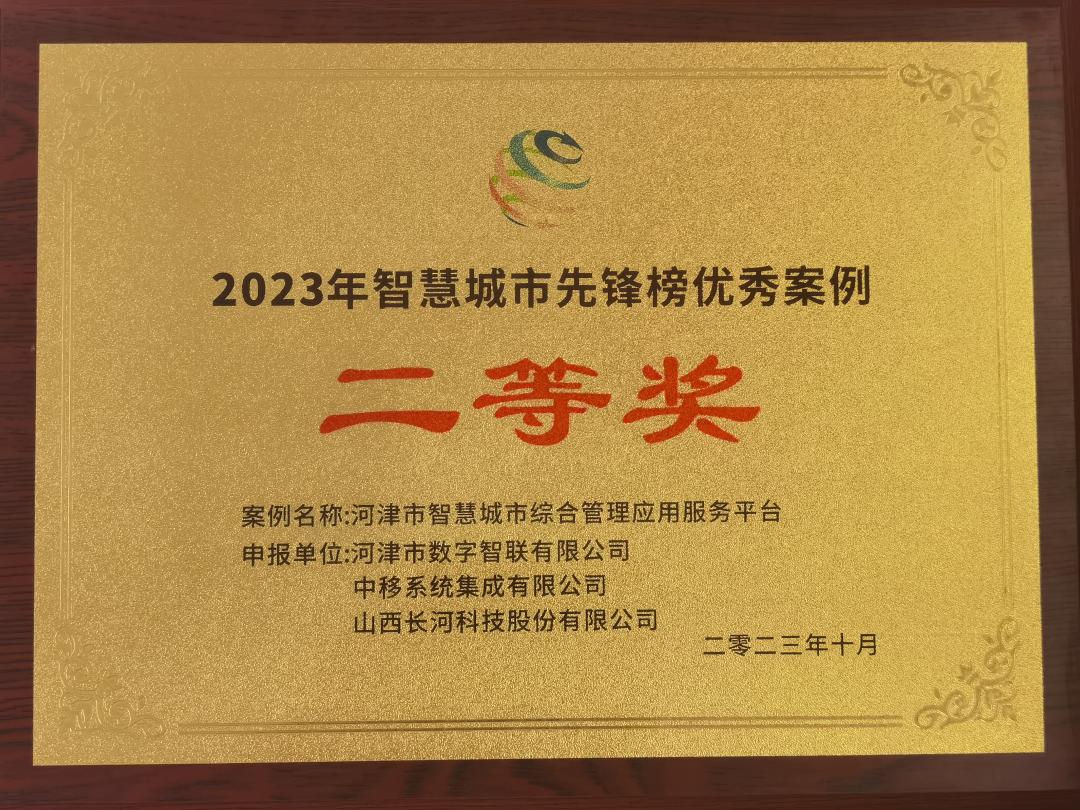 2023年智慧城市先锋榜优秀案例
二等奖
案例名称:河津市智慧城市综合管理应用服务平台
申报单位:河津市数字智联有限公司
中移系统集成有限公司
山西长河科技股份有限公司
二零二三年十月